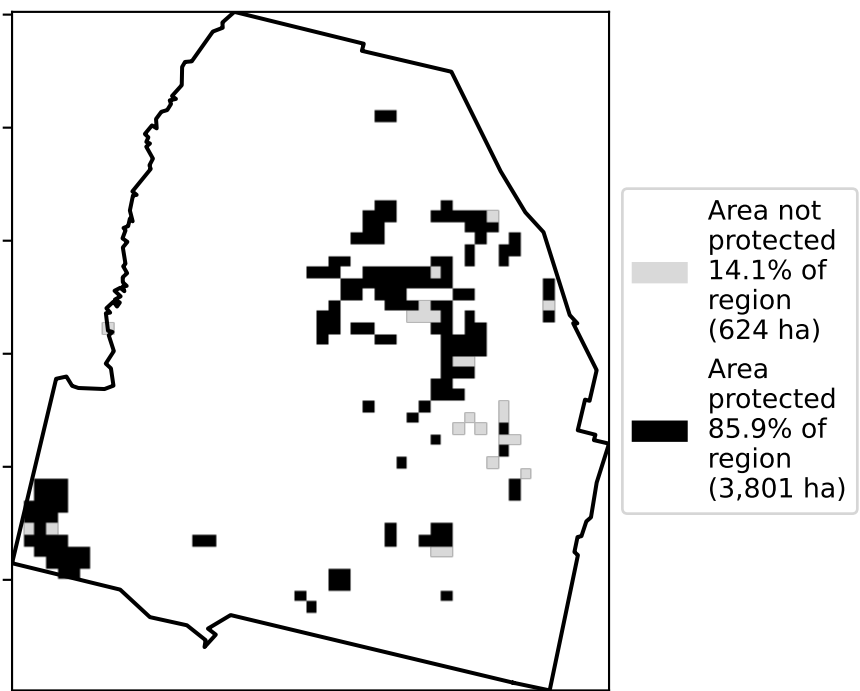 Area not
protected
14.1% of
region
(624 ha)
Area
protected
85.9% of
region
(3,801 ha)